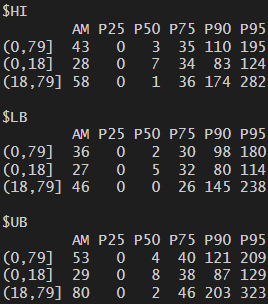 $HI
AM P25 P50 P75 P90 P95
(0,79] 43 0 3 35 110 195
(0,18] 28 0 7 34 83 124
(18,79] 58 0 1 36 174 282
$LB
AM P25 P50 P75 P90 P95
(0,79] 36 0 2 30 98 180
(0,18] 27 0 5 32 80 114
(18,79] 46 0 0 26 145 238
$UB
AM P25 P50 P75 P90 P95
(0,79] 53 0 4 40 121 209
(0,18] 29 0 8 38 87 129
(18,79] 80 0 2 46 203 323